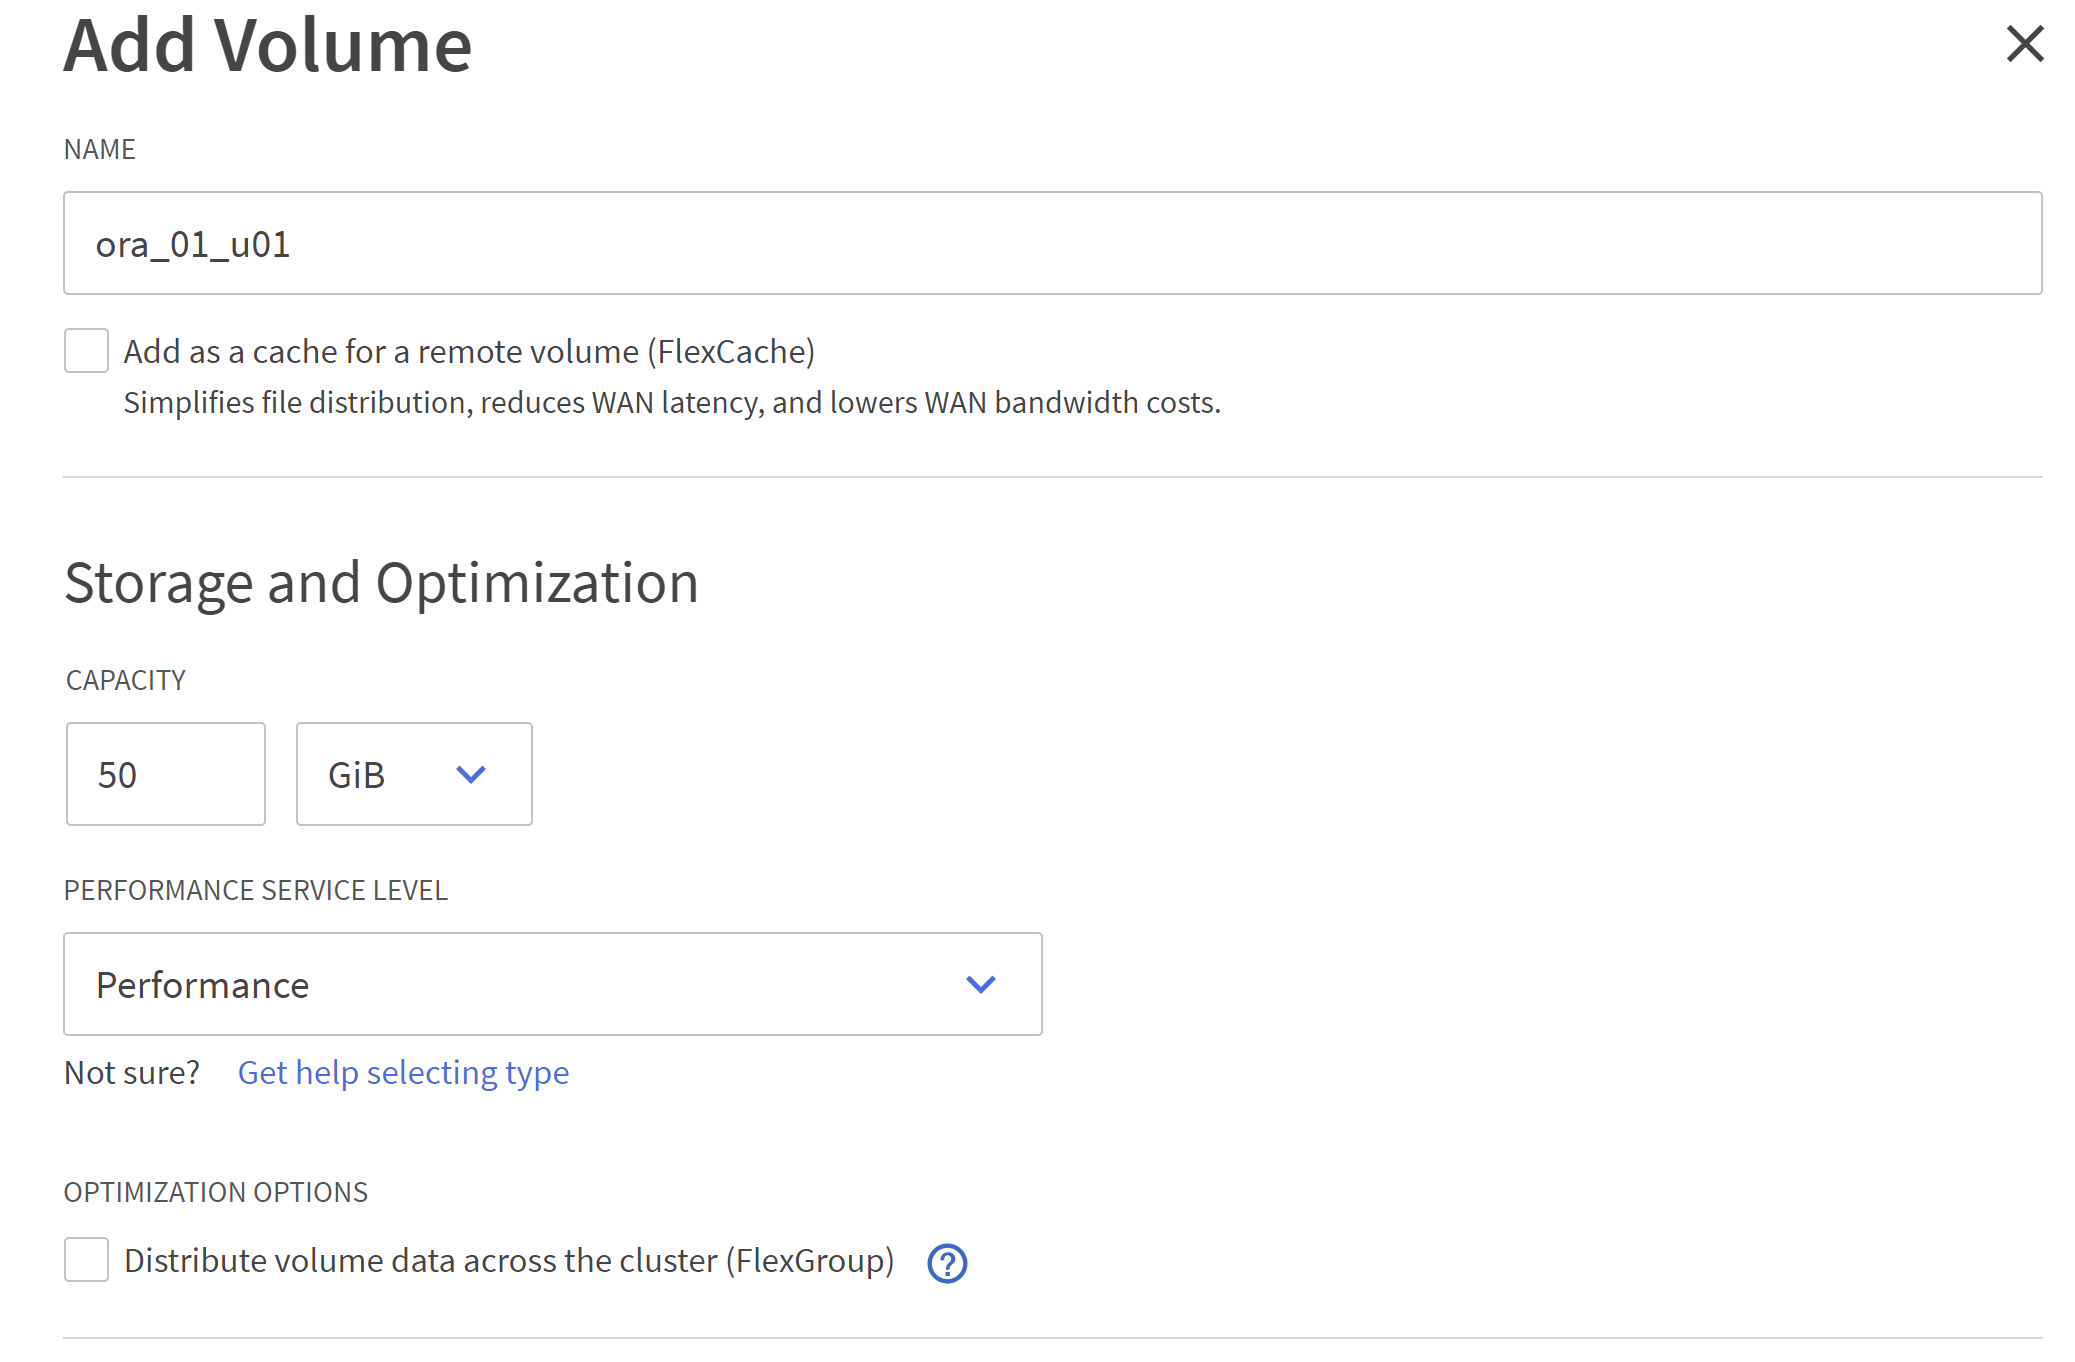 Add Volume
NAME
ora_01_u01
Add as a cache for a remote volume (FlexCache)
Simplifies file distribution, reduces WAN latency, and lowers WAN bandwidth costs.
Storage and Optimization
CAPACITY
50 GiB
PERFORMANCE SERVICE LEVEL
Performance
Not sure? Get help selecting type
OPTIMIZATION OPTIONS
Distribute volume data across the cluster (FlexGroup) ?